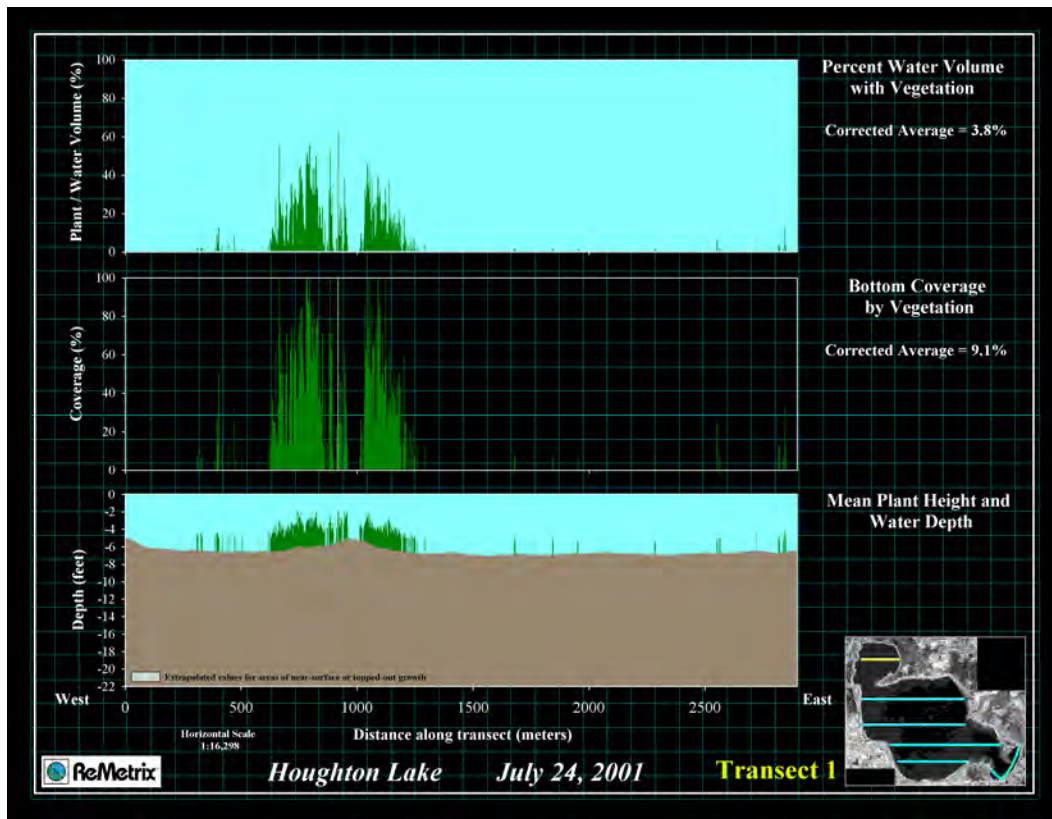 Percent Water Volume
with Vegetation
Corrected Average = 3.8%
Plant / Water Volume (%)
100
80
60
40
20
0
Bottom Coverage
by Vegetation
Corrected Average = 9.1%
Coverage (%)
100
80
60
40
20
0
Mean Plant Height and
Water Depth
Depth (feet)
0
-2
-4
-6
-8
-10
-12
-14
-16
-18
-20
-22
Extrapolated values for areas of near-surface or topped-out growth
West
East
0
500
1000
1500
2000
2500
Horizontal Scale
1:16,298
Distance along transect (meters)
ReMetrix
Houghton Lake July 24, 2001 Transect 1